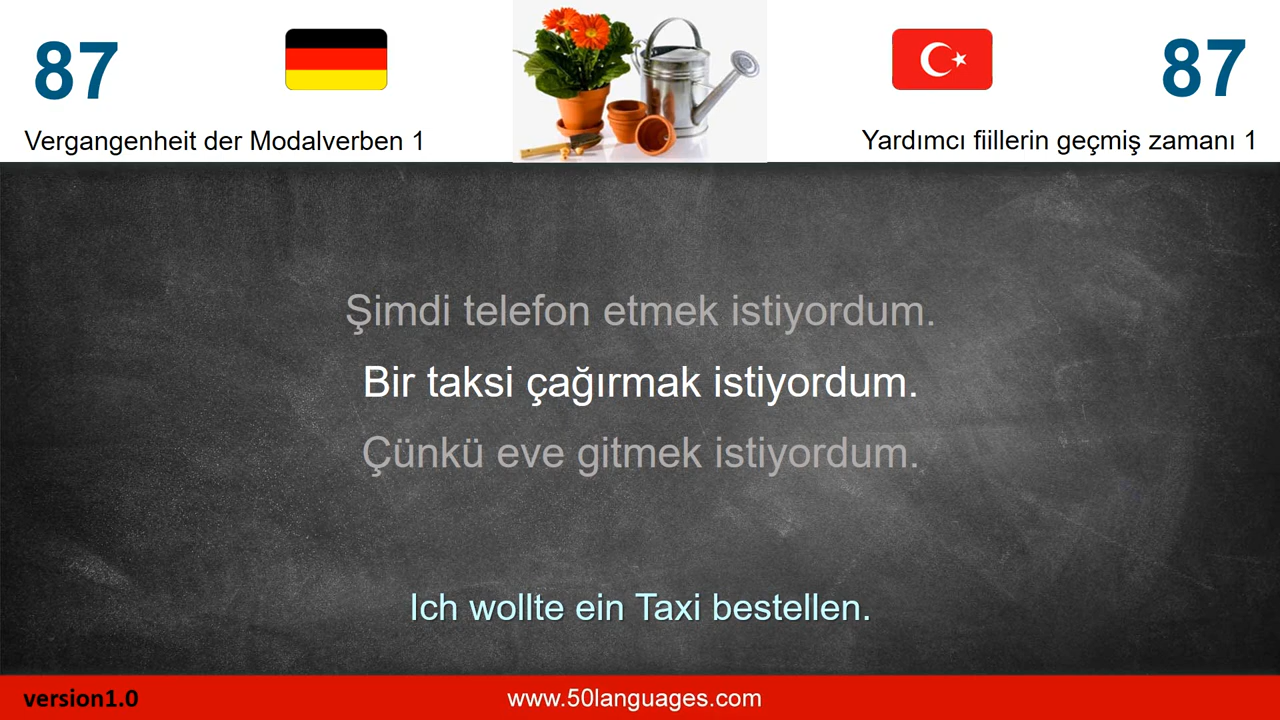 87
87
Vergangenheit der Modalverben 1
Yardımcı fiillerin geçmiş zamanı 1
Şimdi telefon etmek istiyordum.
Bir taksi çağırmak istiyordum.
Çünkü eve gitmek istiyordum.
Ich wollte ein Taxi bestellen.
version1.0
www.50languages.com